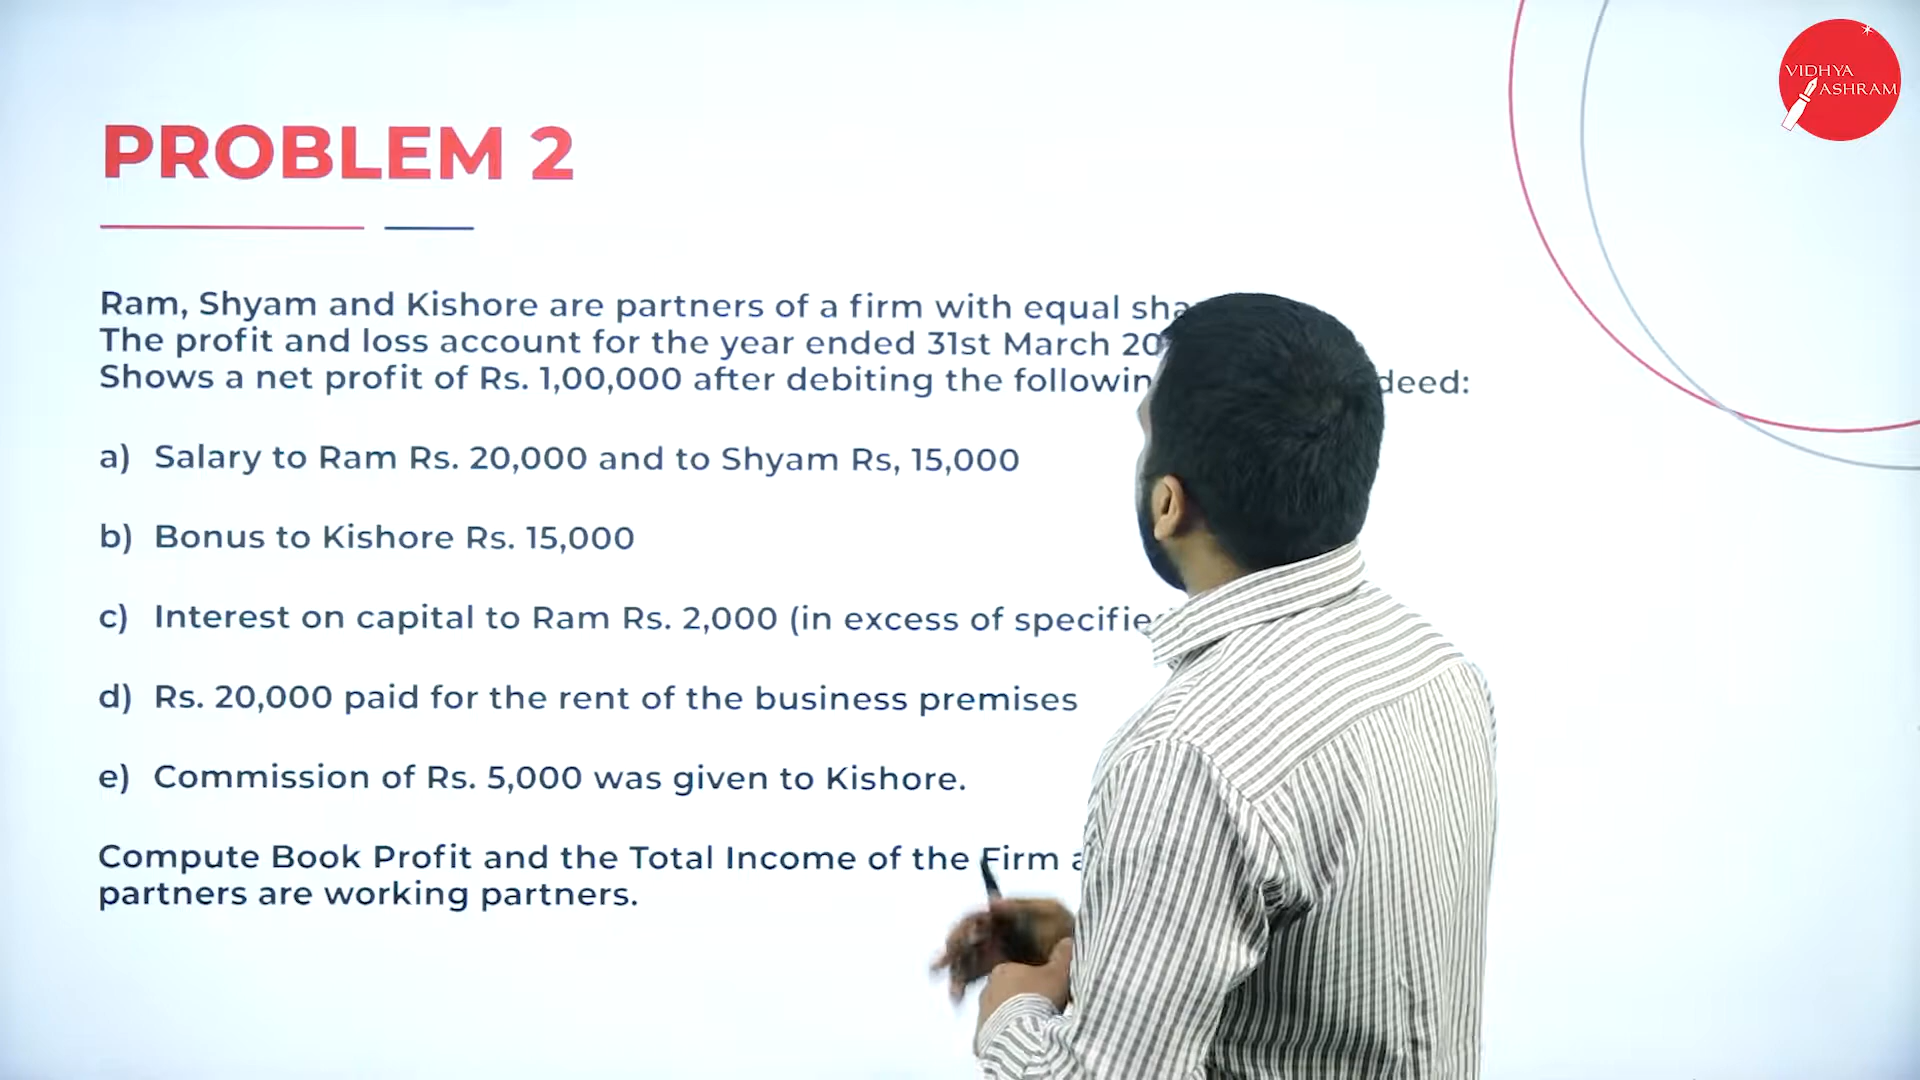 VIDHYA
ASHRAM
PROBLEM 2
Ram, Shyam and Kishore are partners of a firm with equal
The profit and loss account for the year ended 31st March
Shows a net profit of Rs. 1,00,000 after debiting the deed:
a) Salary to Ram Rs. 20,000 and to Shyam Rs, 15,000
b) Bonus to Kishore Rs. 15,000
c) Interest on capital to Ram Rs. 2,000 (in excess of
d) Rs. 20,000 paid for the rent of the business premises
e) Commission of Rs. 5,000 was given to Kishore.
Compute Book Profit and the Total Income of the Firm
partners are working partners.